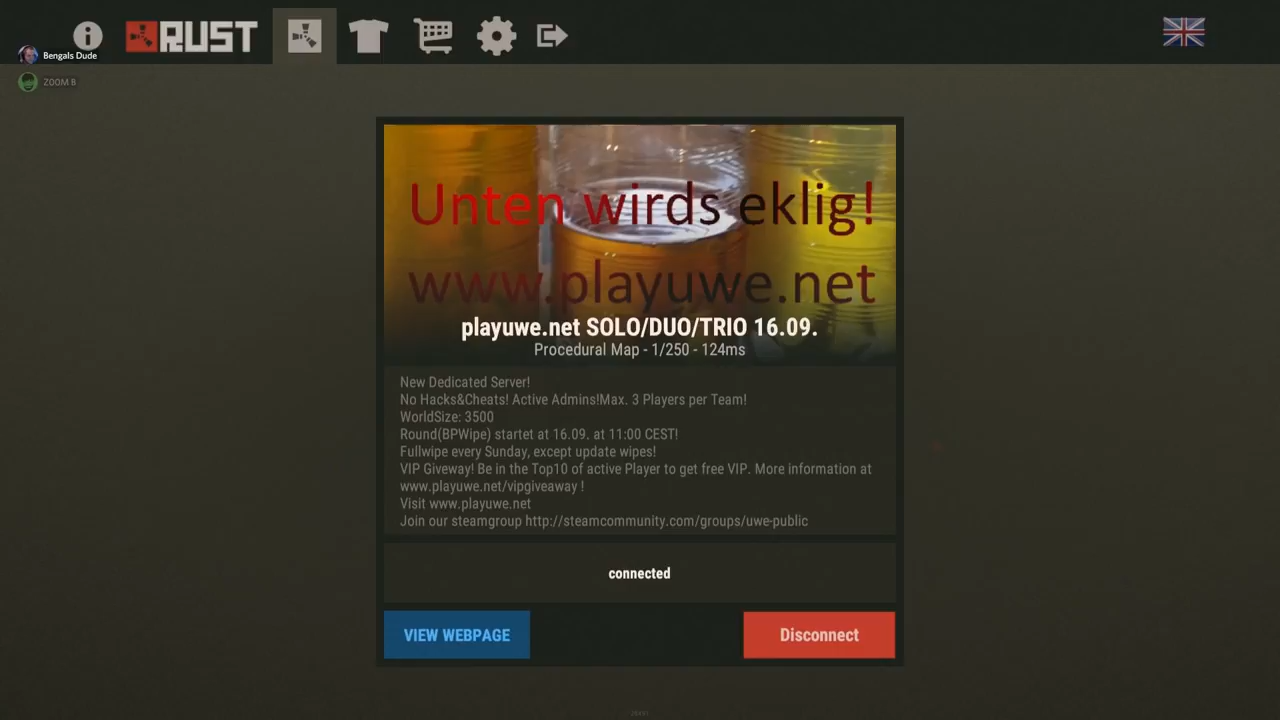 RUST
Bengals Dude
ZOOM B
Unten wirds eklig!
www.playuwe.net
playuwe.net SOLO/DUO/TRIO 16.09.
Procedural Map - 1/250 - 124ms
New Dedicated Server!
No Hacks&Cheats! Active Admins!Max. 3 Players per Team!
WorldSize: 3500
Round(BPWipe) startet at 16.09. at 11:00 CEST!
Fullwipe every Sunday, except update wipes!
VIP Giveway! Be in the Top10 of active Player to get free VIP. More information at
www.playuwe.net/vipgiveaway !
Visit www.playuwe.net
Join our steamgroup http://steamcommunity.com/groups/uwe-public
connected
VIEW WEBPAGE
Disconnect